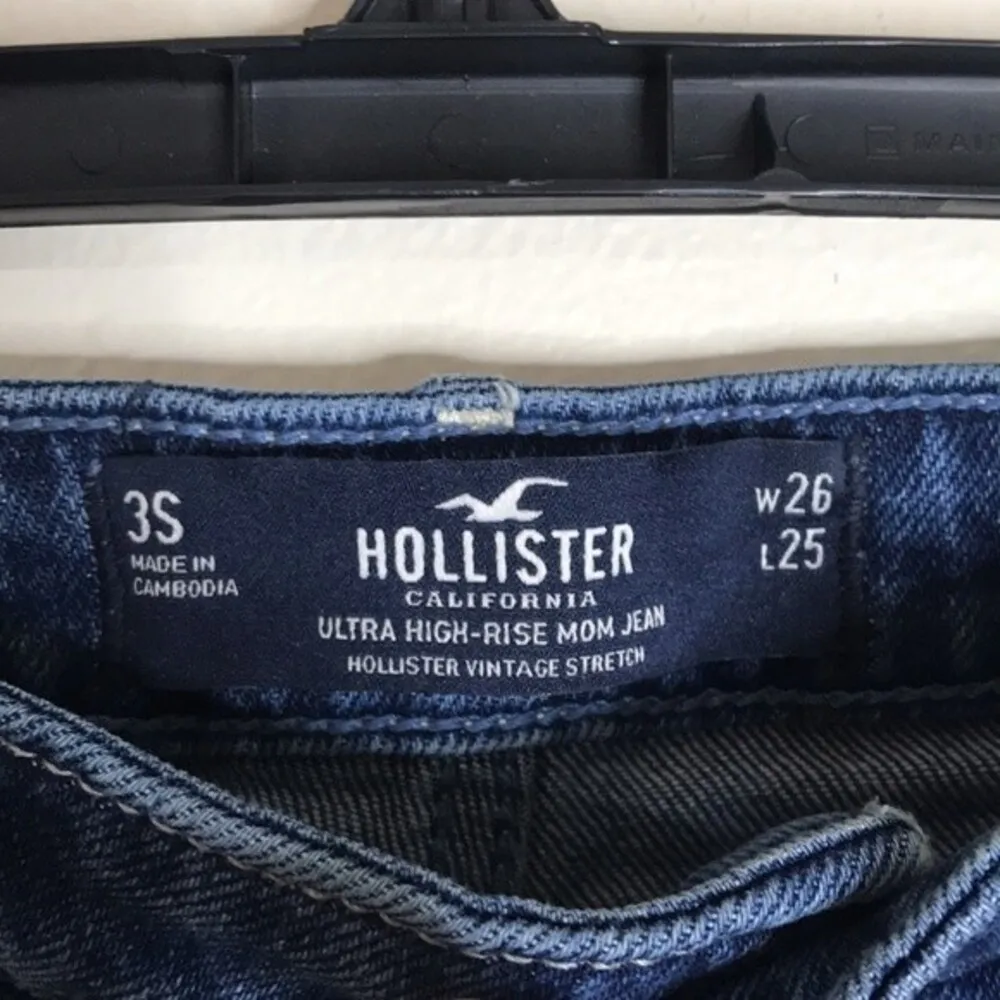 3S
MADE IN
CAMBODIA
HOLLISTER
CALIFORNIA
ULTRA HIGH-RISE MOM JEAN
HOLLISTER VINTAGE STRETCH
W26
L25